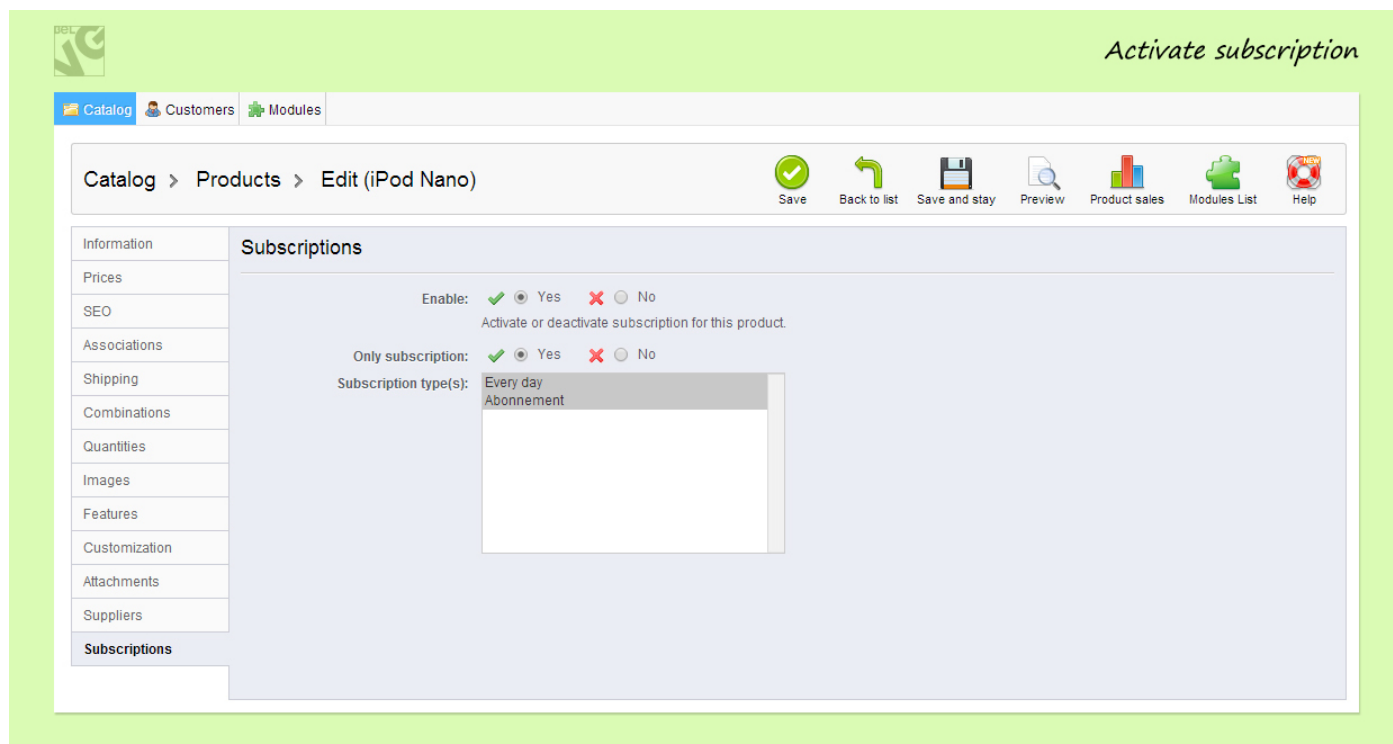 BEL VG
Activate subscription
Catalog Customers Modules
Catalog > Products > Edit (iPod Nano)
Save Back to list Save and stay Preview Product sales Modules List NEW Help
Information
Prices
SEO
Associations
Shipping
Combinations
Quantities
Images
Features
Customization
Attachments
Suppliers
Subscriptions
Subscriptions
Enable: Yes No
Activate or deactivate subscription for this product.
Only subscription: Yes No
Subscription type(s): Every day
Abonnement